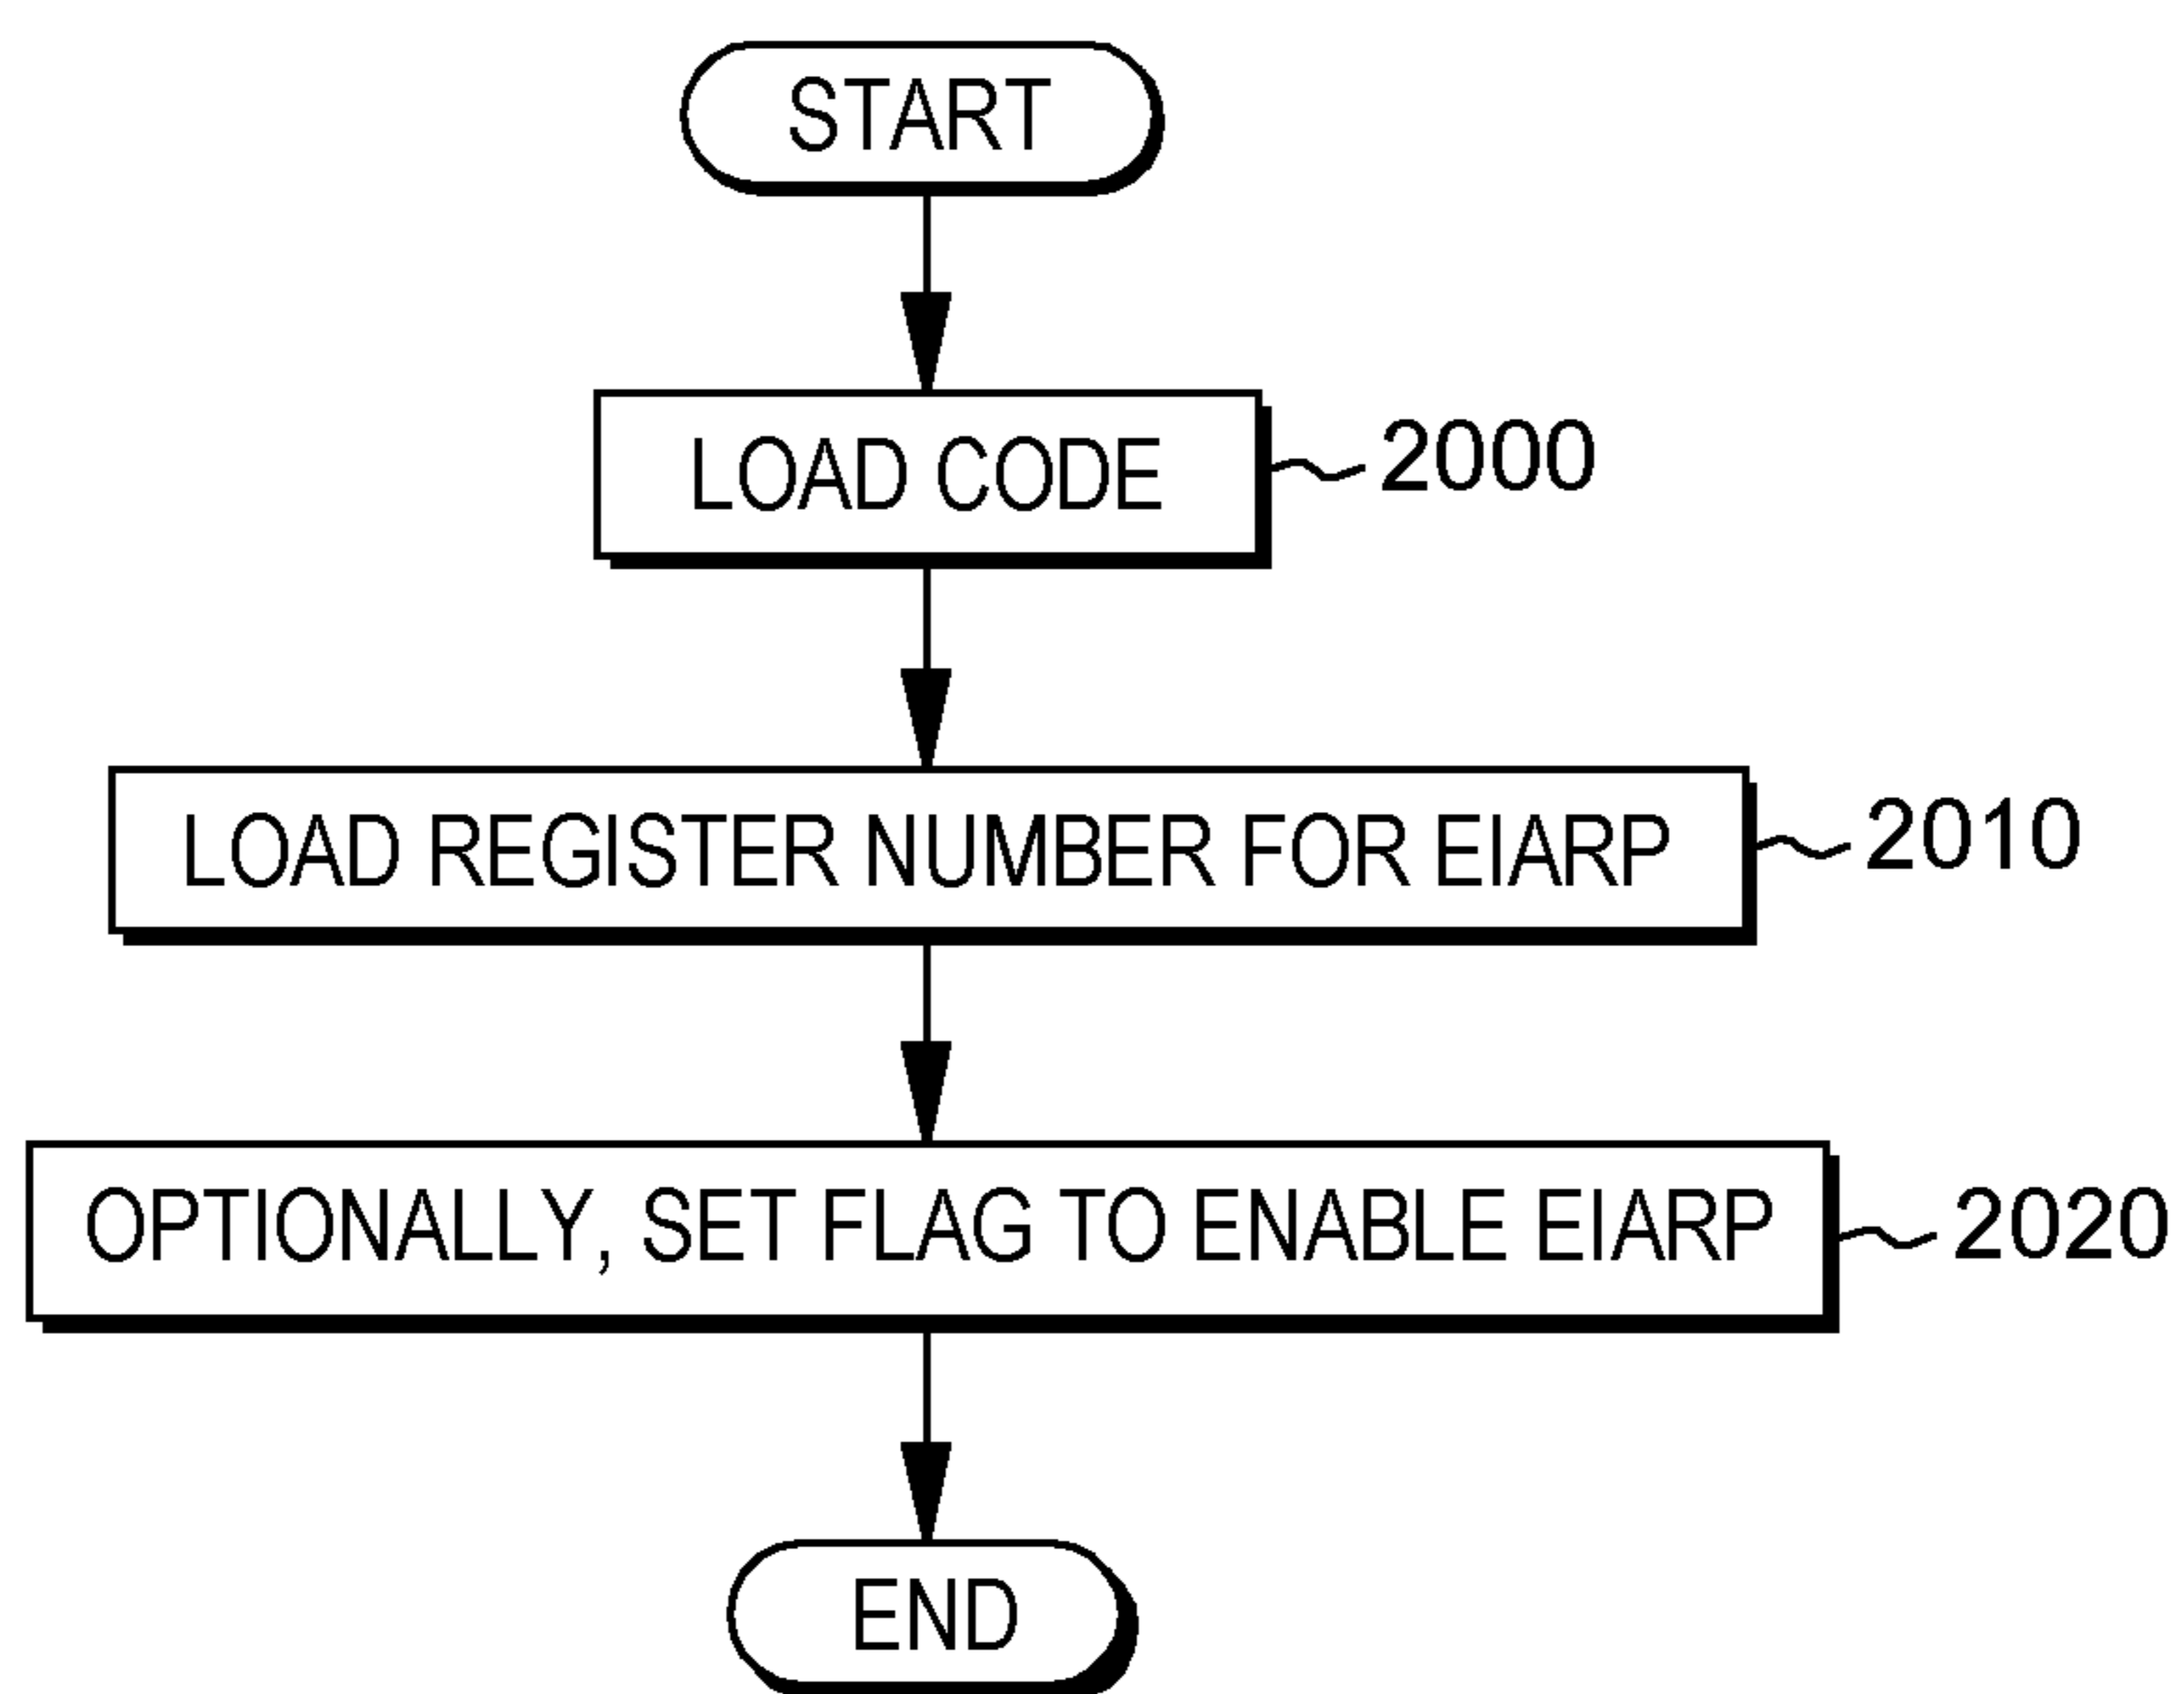 START
LOAD CODE
2000
LOAD REGISTER NUMBER FOR EIARP
2010
OPTIONALLY, SET FLAG TO ENABLE EIARP
2020
END